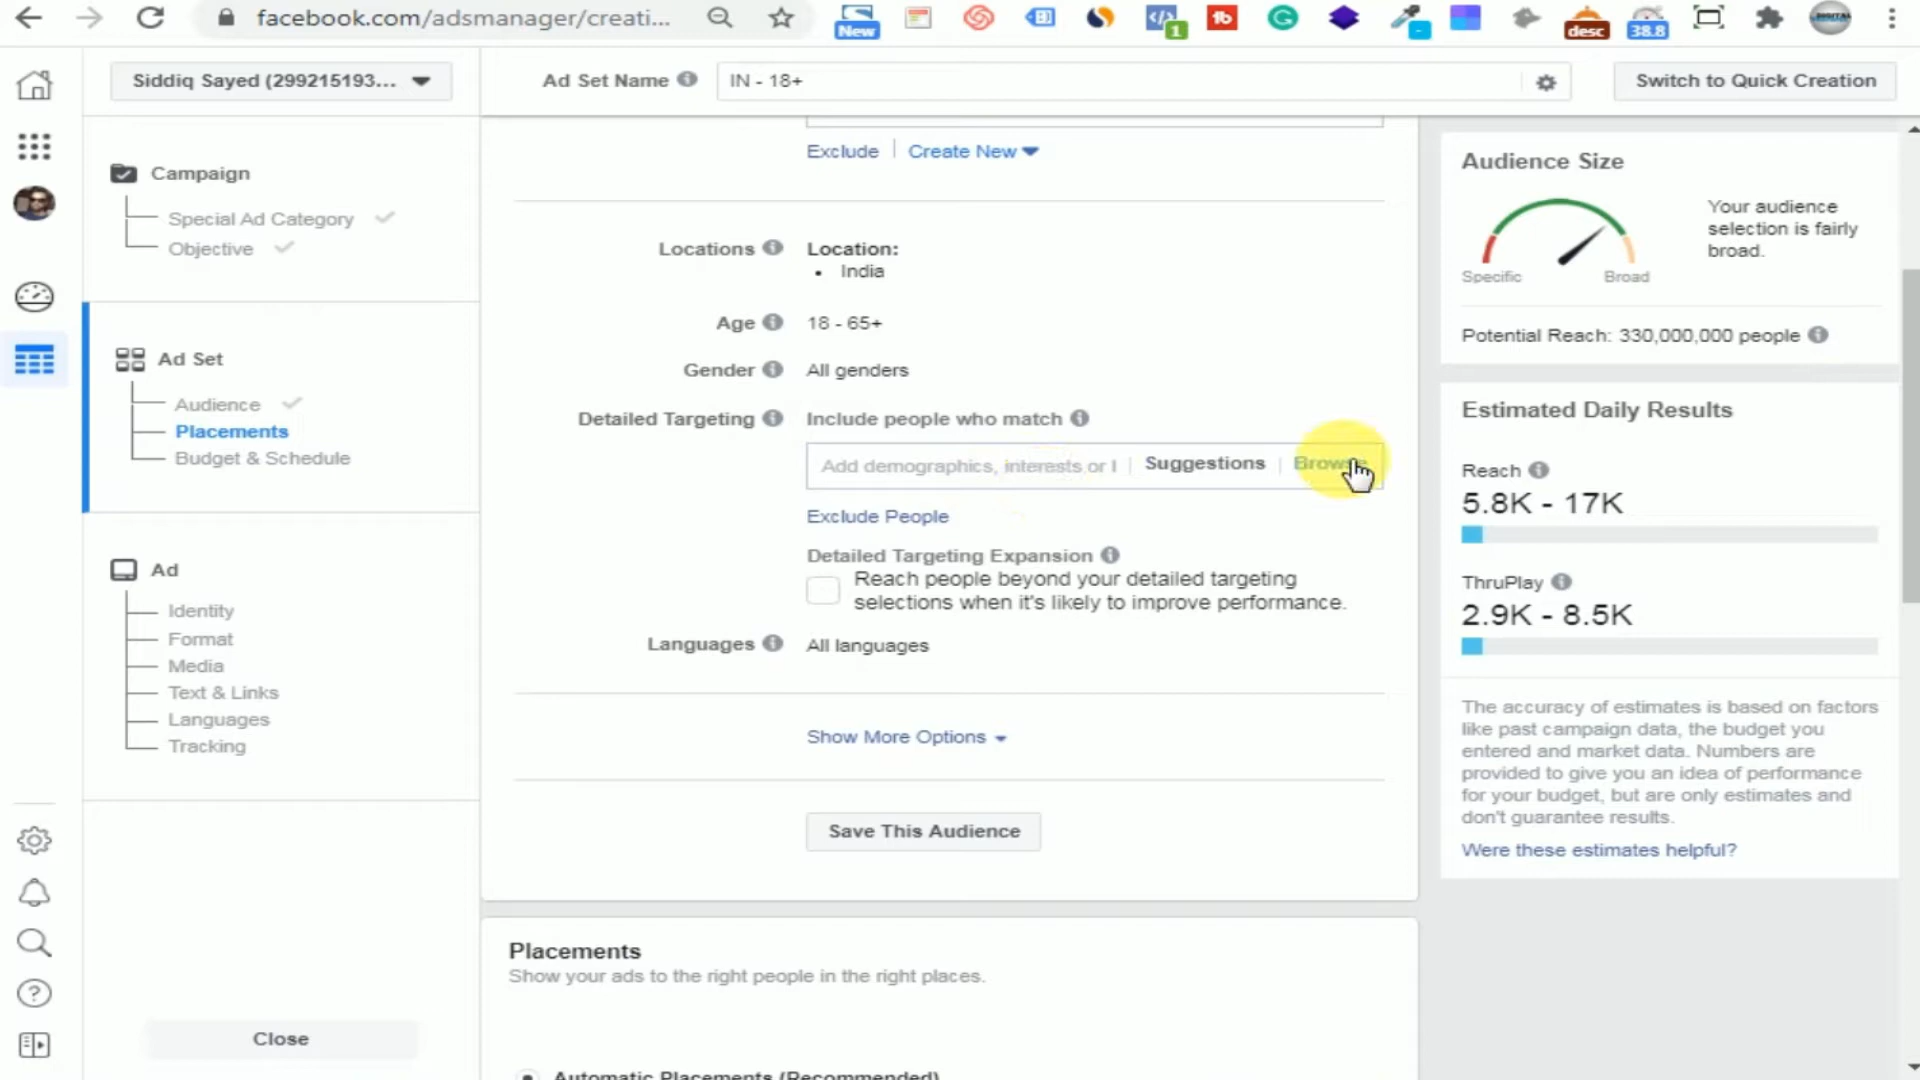 facebook.com/adsmanager/creati...
New
1
desc
38.8
Siddiq Sayed (299215193...
Ad Set Name
IN - 18+
Switch to Quick Creation
Campaign
Special Ad Category
Objective
Ad Set
Audience
Placements
Budget & Schedule
Ad
Identity
Format
Media
Text & Links
Languages
Tracking
Close
Exclude
Create New
Locations
Location:
• India
Age
18 - 65+
Gender
All genders
Detailed Targeting
Include people who match
Add demographics, interests or
Suggestions
Browse
Exclude People
Detailed Targeting Expansion
Reach people beyond your detailed targeting
selections when it's likely to improve performance.
Languages
All languages
Show More Options
Save This Audience
Placements
Show your ads to the right people in the right places.
Automatic Placements (Recommended)
Audience Size
Your audience
selection is fairly
broad.
Specific
Broad
Potential Reach: 330,000,000 people
Estimated Daily Results
Reach
5.8K - 17K
ThruPlay
2.9K - 8.5K
The accuracy of estimates is based on factors
like past campaign data, the budget you
entered and market data. Numbers are
provided to give you an idea of performance
for your budget, but are only estimates and
don't guarantee results.
Were these estimates helpful?